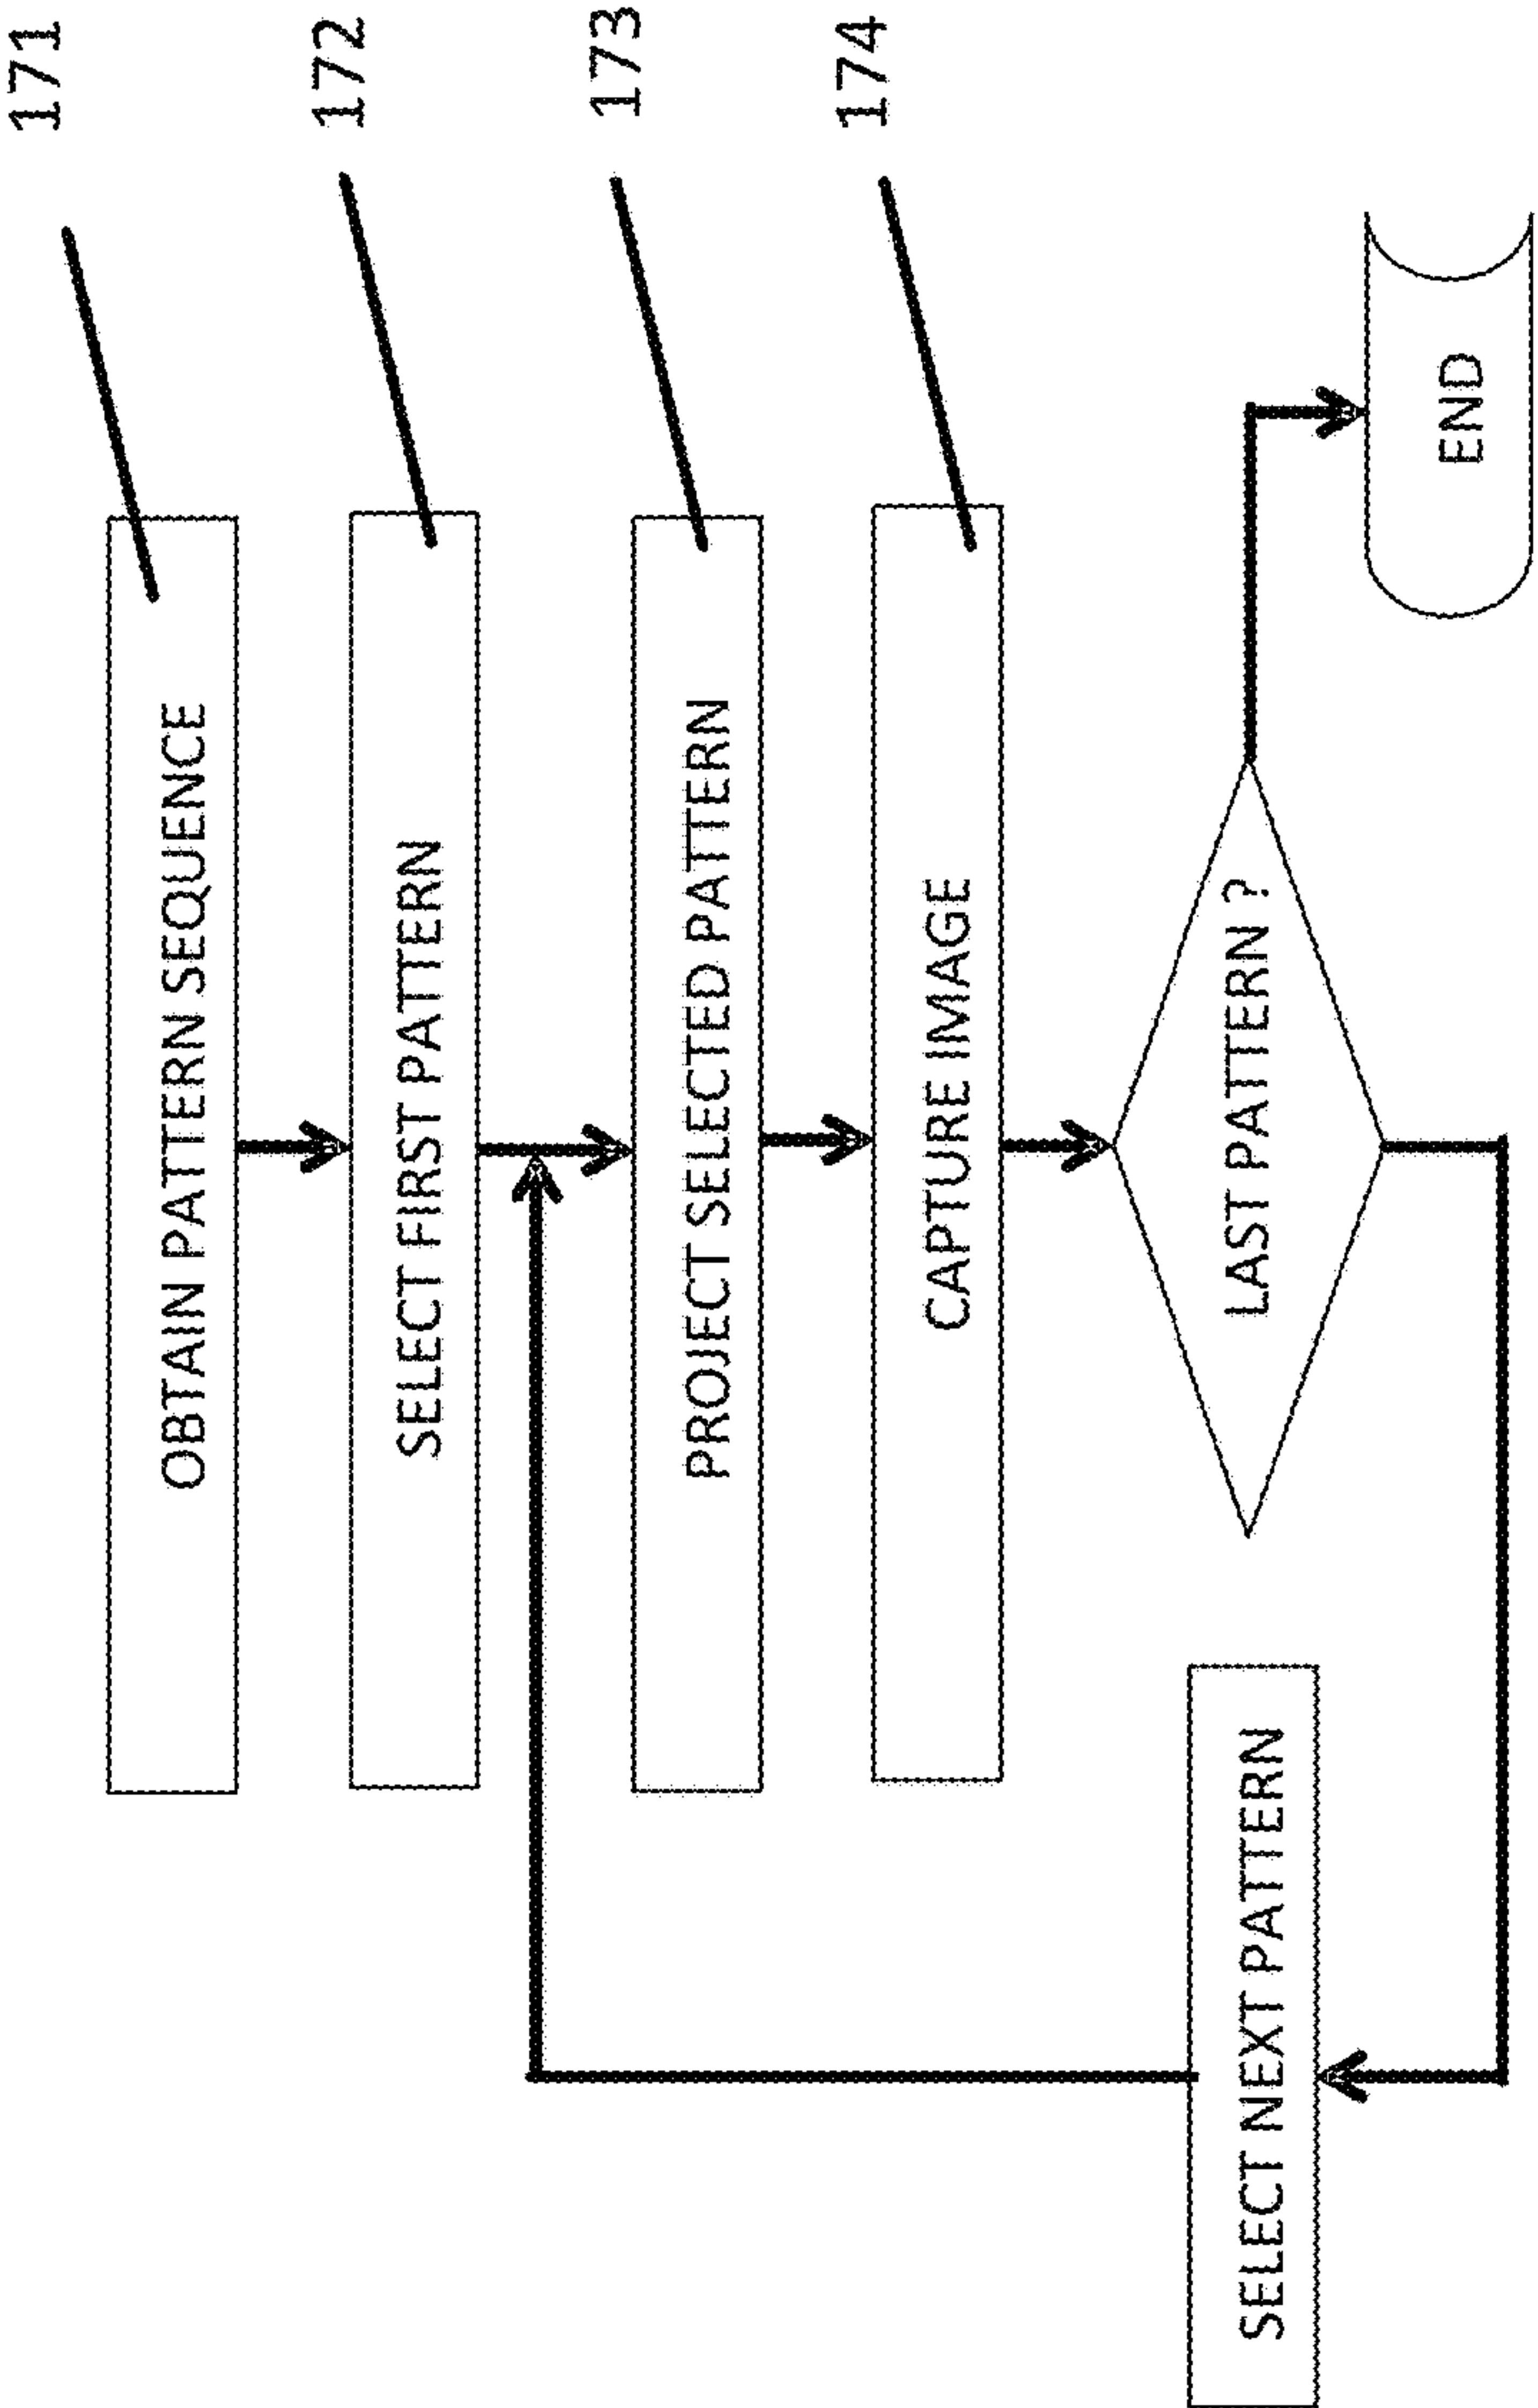 OBTAIN PATTERN SEQUENCE
171
SELECT FIRST PATTERN
172
PROJECT SELECTED PATTERN
173
CAPTURE IMAGE
174
LAST PATTERN ?
SELECT NEXT PATTERN
END